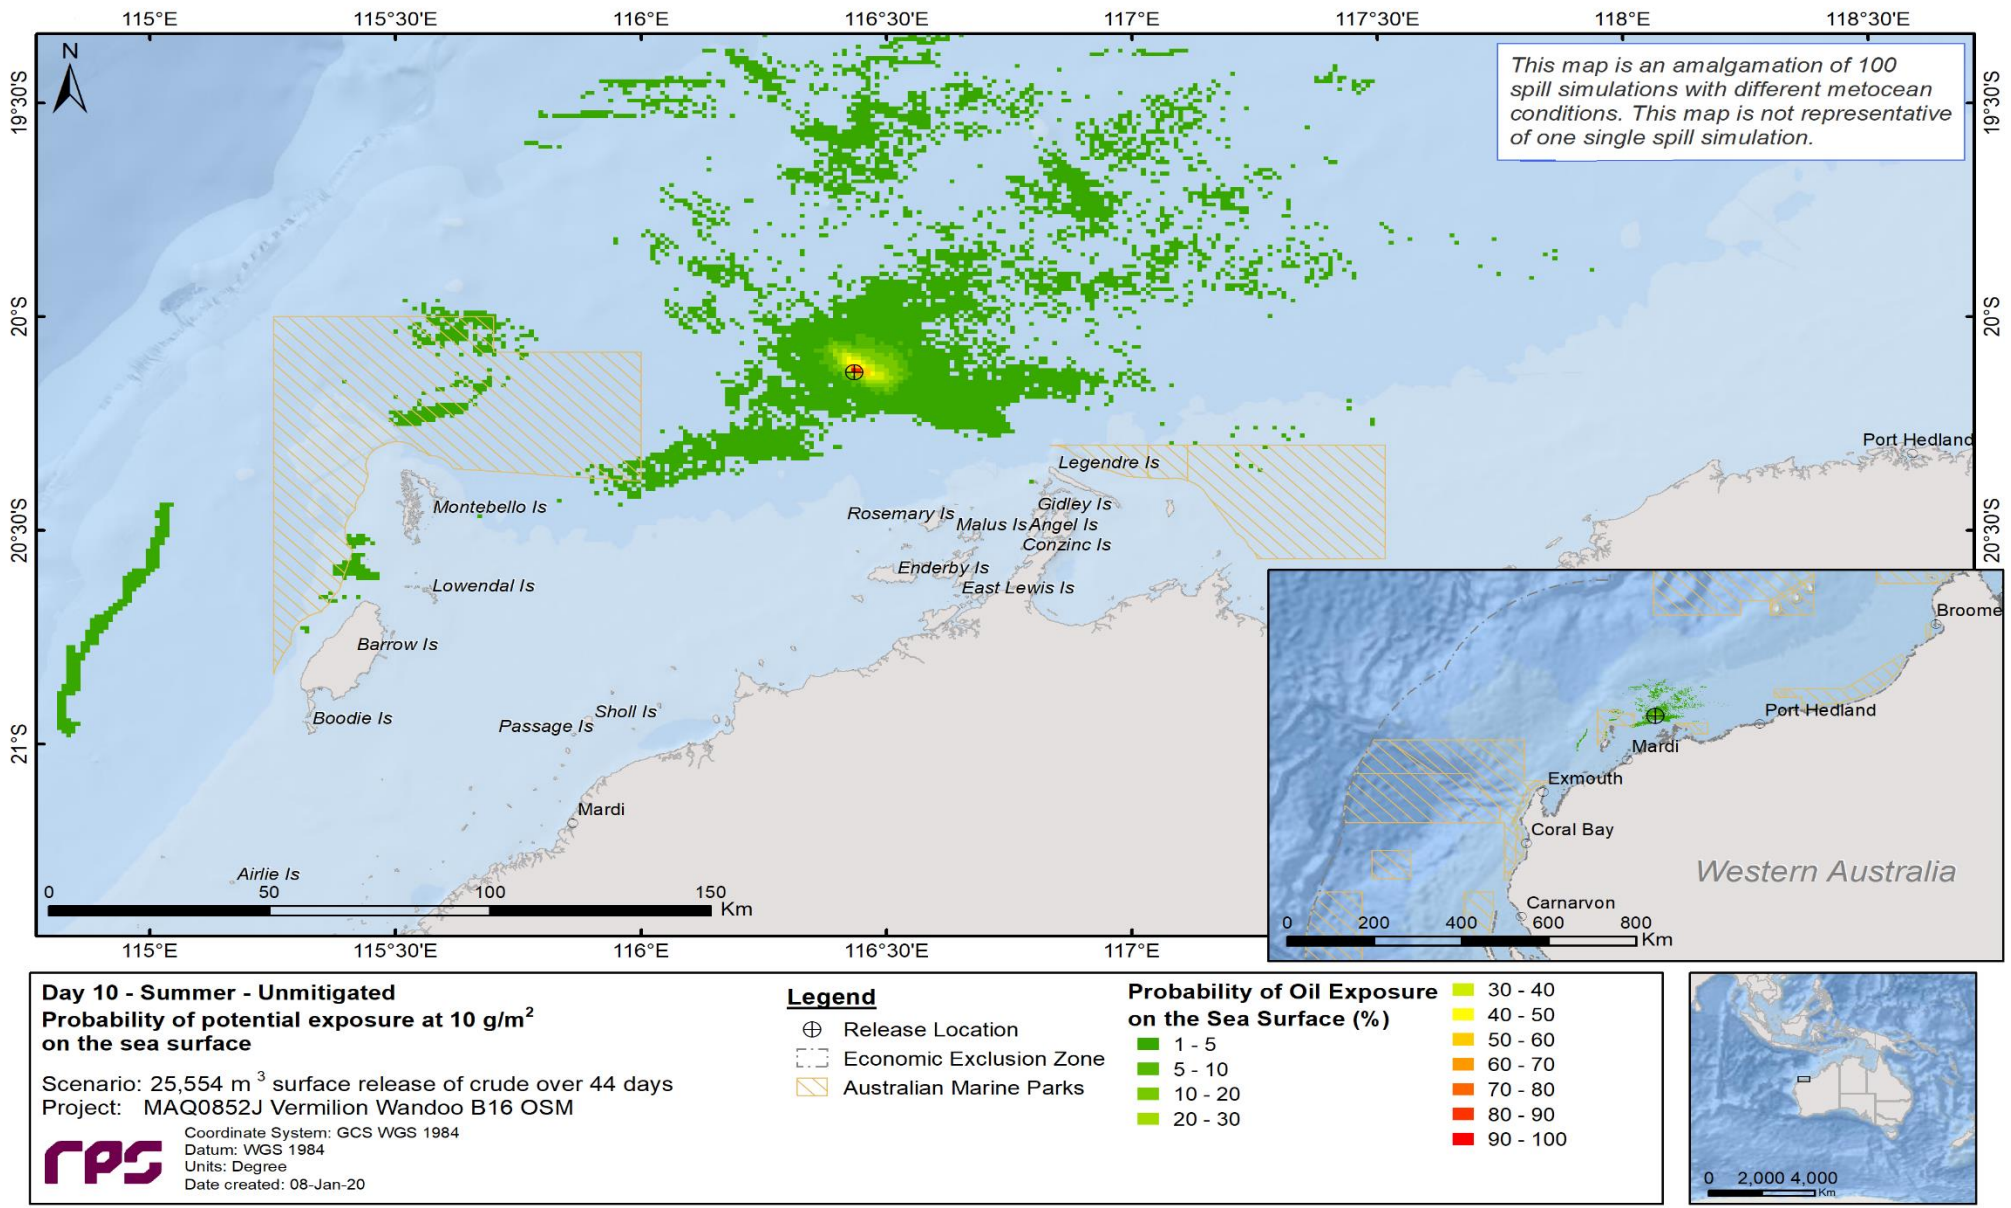 115°E 115°30'E 116°E 116°30'E 117°E 117°30'E 118°E 118°30'E
N
This map is an amalgamation of 100
spill simulations with different metocean
conditions. This map is not representative
of one single spill simulation.
19°30'S 19°30'S
20°S 20°S
20°30'S 20°30'S
21°S
Port Hedland
Legendre Is
Montebello Is
Gidley Is
Rosemary Is
Malus Is Angel Is
Conzinc Is
Enderby Is
Lowendal Is
East Lewis Is
Barrow Is
Boodie Is
Sholl Is
Passage Is
Mardi
Airlie Is
0 50 100 150
Km
115°E 115°30'E 116°E 116°30'E 117°E
Broome
Port Hedland
Mardi
Exmouth
Coral Bay
Western Australia
Carnarvon
0 200 400 600 800
Km
Day 10 - Summer - Unmitigated
Probability of potential exposure at 10 g/m2
on the sea surface
Scenario: 25,554 m 3 surface release of crude over 44 days
Project: MAQ0852J Vermilion Wandoo B16 OSM
rps
Coordinate System: GCS WGS 1984
Datum: WGS 1984
Units: Degree
Date created: 08-Jan-20
Legend
Release Location
Economic Exclusion Zone
Australian Marine Parks
Probability of Oil Exposure
on the Sea Surface (%)
1 - 5
5 - 10
10 - 20
20 - 30
30 - 40
40 - 50
50 - 60
60 - 70
70 - 80
80 - 90
90 - 100
0 2,000 4,000
Km